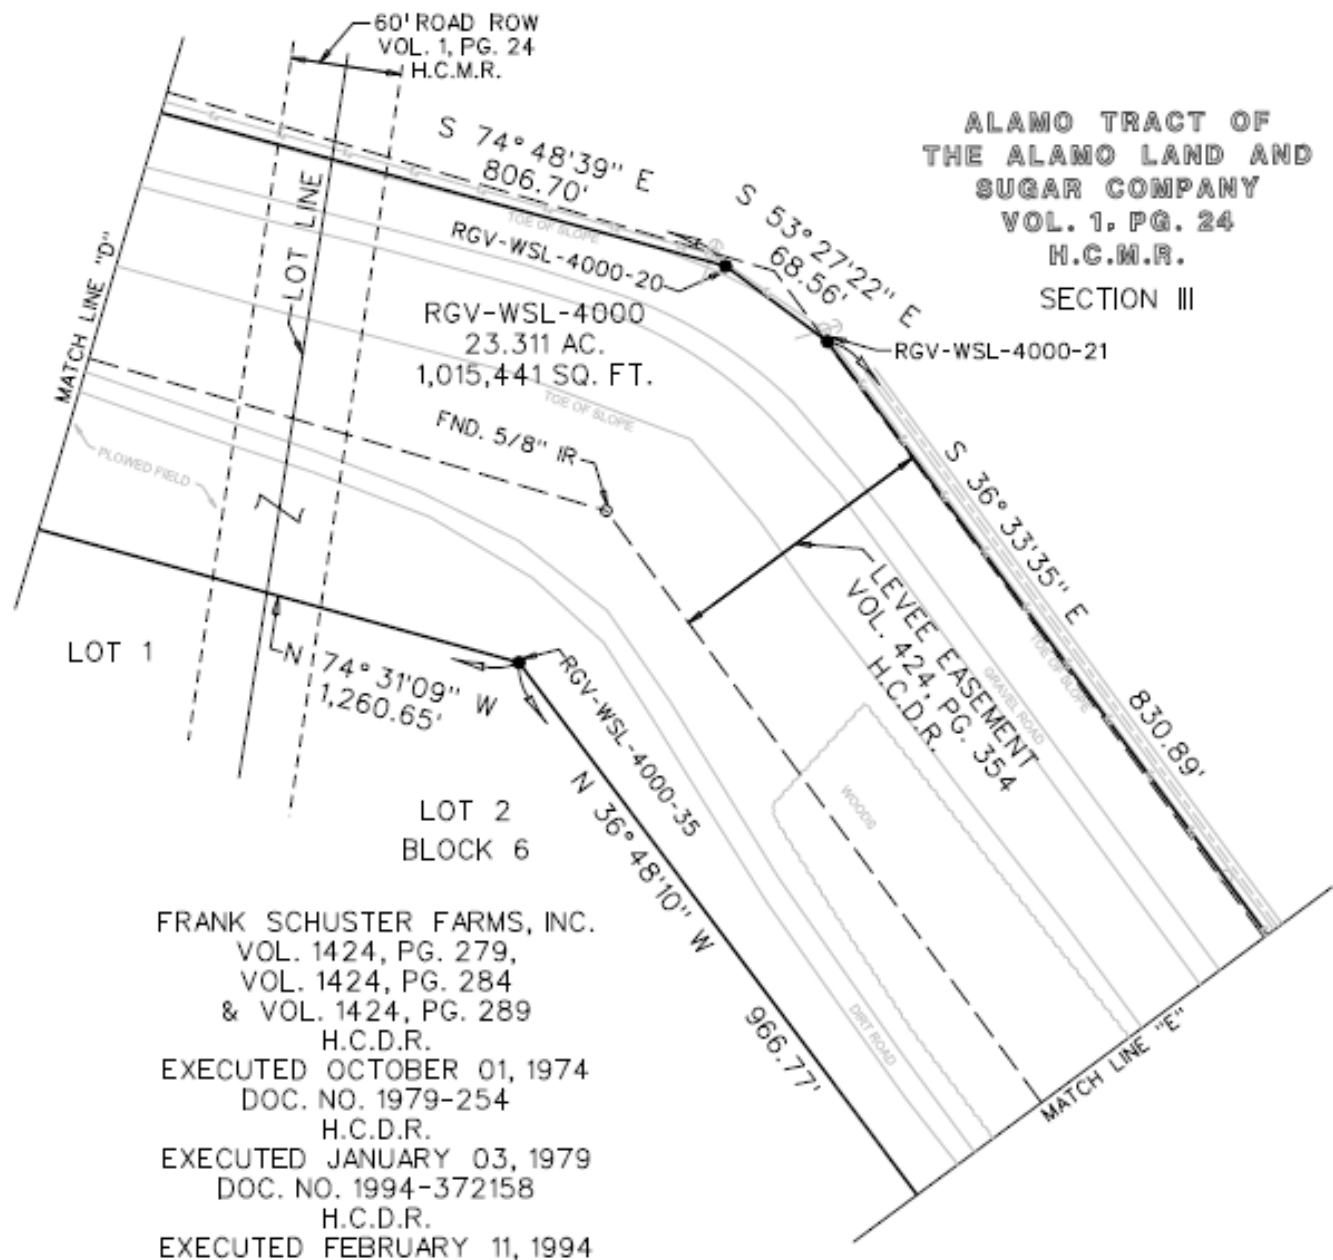 60' ROAD ROW
VOL. 1, PG. 24
H.C.M.R.
ALAMO TRACT OF
THE ALAMO LAND AND
SUGAR COMPANY
VOL. 1, PG. 24
H.C.M.R.
SECTION III
S 74°48'39" E
806.70'
S 53°27'22" E
68.56'
TOE OF SLOPE
RGV-WSL-4000-20
RGV-WSL-4000-21
LOT LINE
MATCH LINE "D"
RGV-WSL-4000
23.311 AC.
1,015,441 SQ. FT.
TOE OF SLOPE
FND. 5/8" IR
PLOWED FIELD
S 36°33'35" E
830.89'
TOE OF SLOPE
GRAVEL ROAD
LEVEE EASEMENT
VOL. 424, PG. 354
H.C.D.R.
LOT 1
N 74°31'09" W
1,260.65'
RGV-WSL-4000-35
N 36°48'10" W
966.77'
WOODS
DIRT ROAD
MATCH LINE "E"
LOT 2
BLOCK 6
FRANK SCHUSTER FARMS, INC.
VOL. 1424, PG. 279,
VOL. 1424, PG. 284
& VOL. 1424, PG. 289
H.C.D.R.
EXECUTED OCTOBER 01, 1974
DOC. NO. 1979-254
H.C.D.R.
EXECUTED JANUARY 03, 1979
DOC. NO. 1994-372158
H.C.D.R.
EXECUTED FEBRUARY 11, 1994